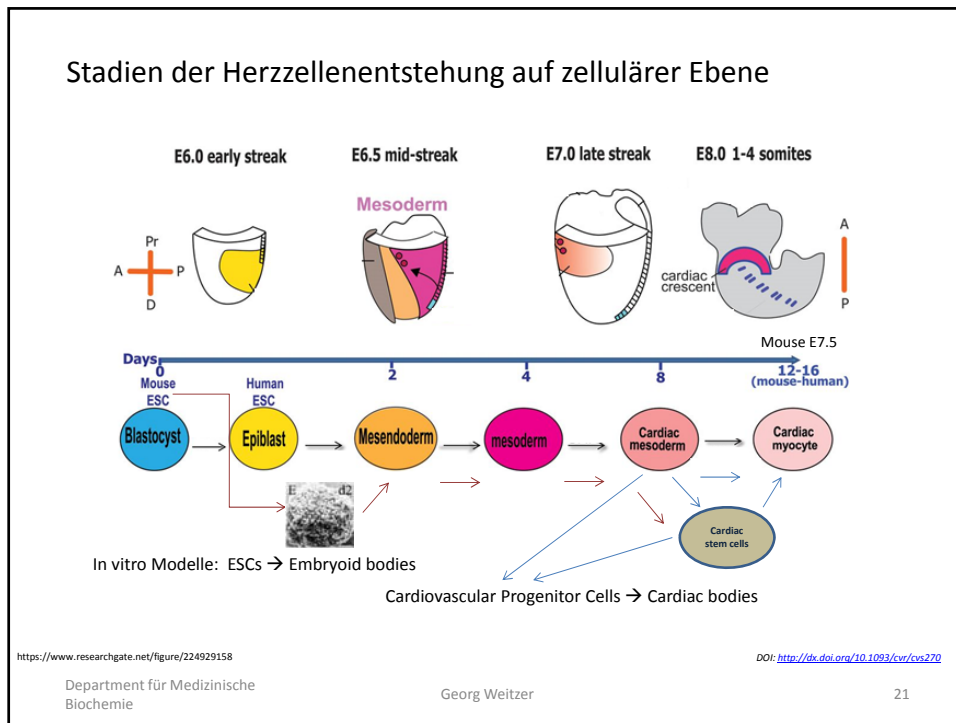 Stadien der Herzzellenentstehung auf zellulärer Ebene
E6.0 early streak
E6.5 mid-streak
E7.0 late streak
E8.0 1-4 somites
Mesoderm
Pr
A
P
D
cardiac
crescent
A
P
Mouse E7.5
Days
0
2
4
8
12-16
(mouse-human)
Mouse
ESC
Human
ESC
Blastocyst
Epiblast
Mesendoderm
mesoderm
Cardiac
mesoderm
Cardiac
myocyte
E d2
Cardiac
stem cells
In vitro Modelle: ESCs → Embryoid bodies
Cardiovascular Progenitor Cells → Cardiac bodies
https://www.researchgate.net/figure/224929158
DOI: http://dx.doi.org/10.1093/cvr/cvs270
Department für Medizinische
Biochemie
Georg Weitzer
21